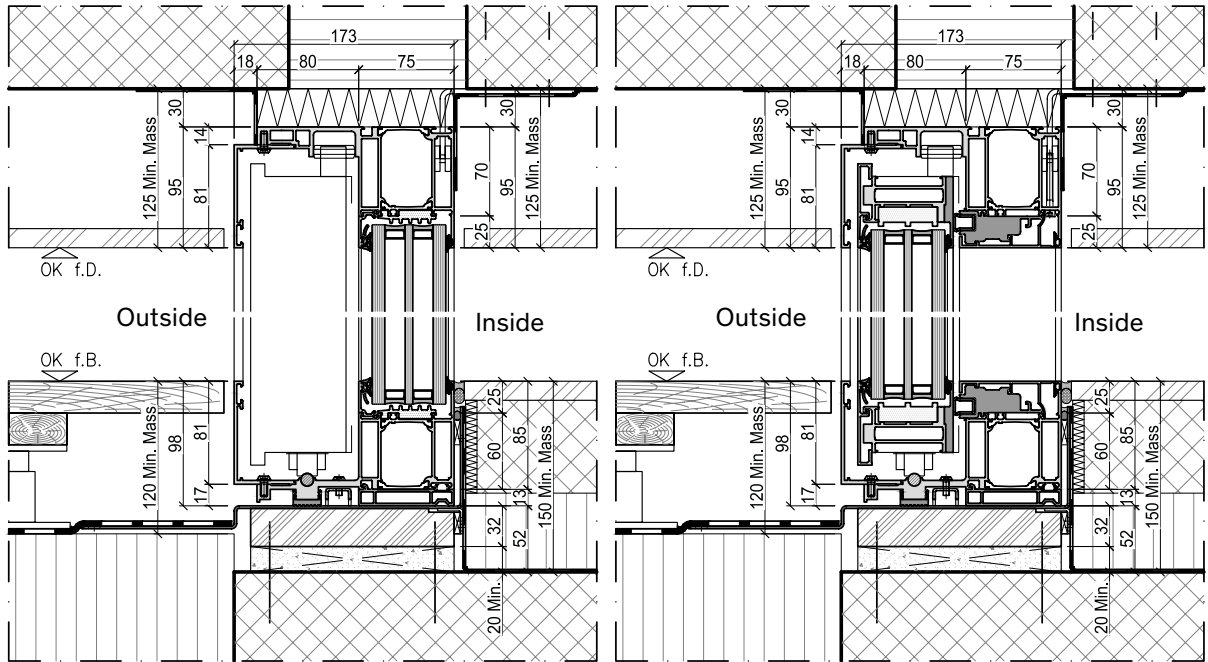 173
18 80 75
30
14
125 Min. Mass
95
81
30
70
95
25
125 Min. Mass
OK f.D.
Outside
Inside
OK f.B.
120 Min. Mass
98
81
17
25
60
85
13
150 Min. Mass
32
52
20 Min.
173
18 80 75
30
14
125 Min. Mass
95
81
30
70
95
25
125 Min. Mass
OK f.D.
Outside
Inside
OK f.B.
120 Min. Mass
98
81
17
25
60
85
13
150 Min. Mass
32
52
20 Min.